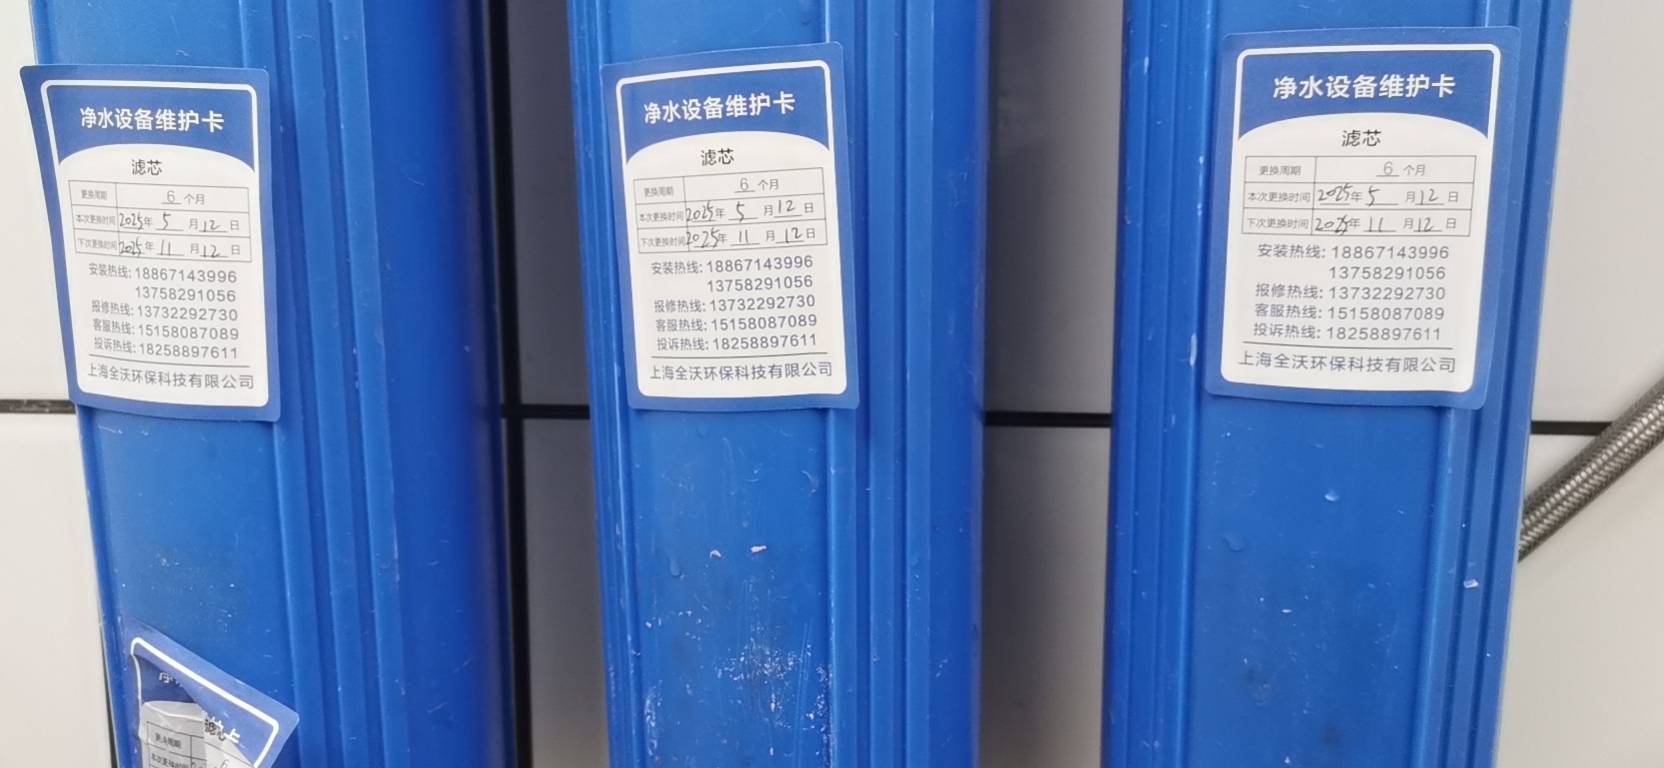 净水设备维护卡
滤芯
更换周期 6 个月
本次更换时间 2025年 5 月 12 日
下次更换时间 2025年 11 月 12 日
安装热线: 18867143996
13758291056
报修热线: 13732292730
客服热线: 15158087089
投诉热线: 18258897611
上海全沃环保科技有限公司
净水设备维护卡
滤芯
更换周期 6 个月
本次更换时间 2025年 5 月 12 日
下次更换时间 2025年 11 月 12 日
安装热线: 18867143996
13758291056
报修热线: 13732292730
客服热线: 15158087089
投诉热线: 18258897611
上海全沃环保科技有限公司
净水设备维护卡
滤芯
更换周期 6 个月
本次更换时间 2025年 5 月 12 日
下次更换时间 2025年 11 月 12 日
安装热线: 18867143996
13758291056
报修热线: 13732292730
客服热线: 15158087089
投诉热线: 18258897611
上海全沃环保科技有限公司
净
卡
滤芯
周期 6
本次更